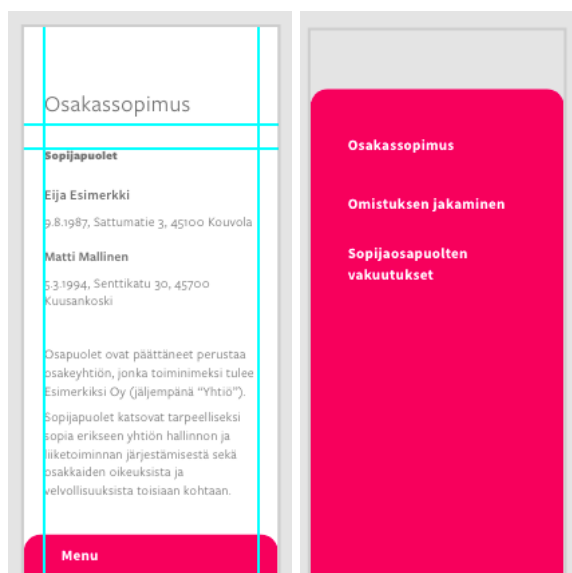 Osakassopimus
Sopijapuolet
Eija Esimerkki
9.8.1987, Sattumatie 3, 45100 Kouvola
Matti Mallinen
5.3.1994, Senttikatu 30, 45700
Kuusankoski
Osapuolet ovat päättäneet perustaa
osakeyhtiön, jonka toiminimeksi tulee
Esimerkiksi Oy (jäljempänä “Yhtiö”).
Sopijapuolet katsovat tarpeelliseksi
sopia erikseen yhtiön hallinnon ja
liiketoiminnan järjestämisestä sekä
osakkaiden oikeuksista ja
velvollisuuksista toisiaan kohtaan.
Menu
Osakassopimus
Omistuksen jakaminen
Sopijaosapuolten
vakuutukset